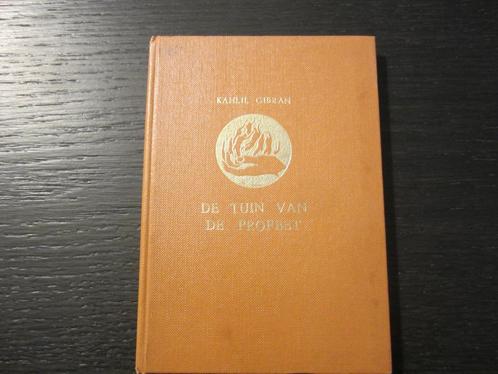 KAHLIL GIBRAN
DE TUIN VAN
DE PROFEET